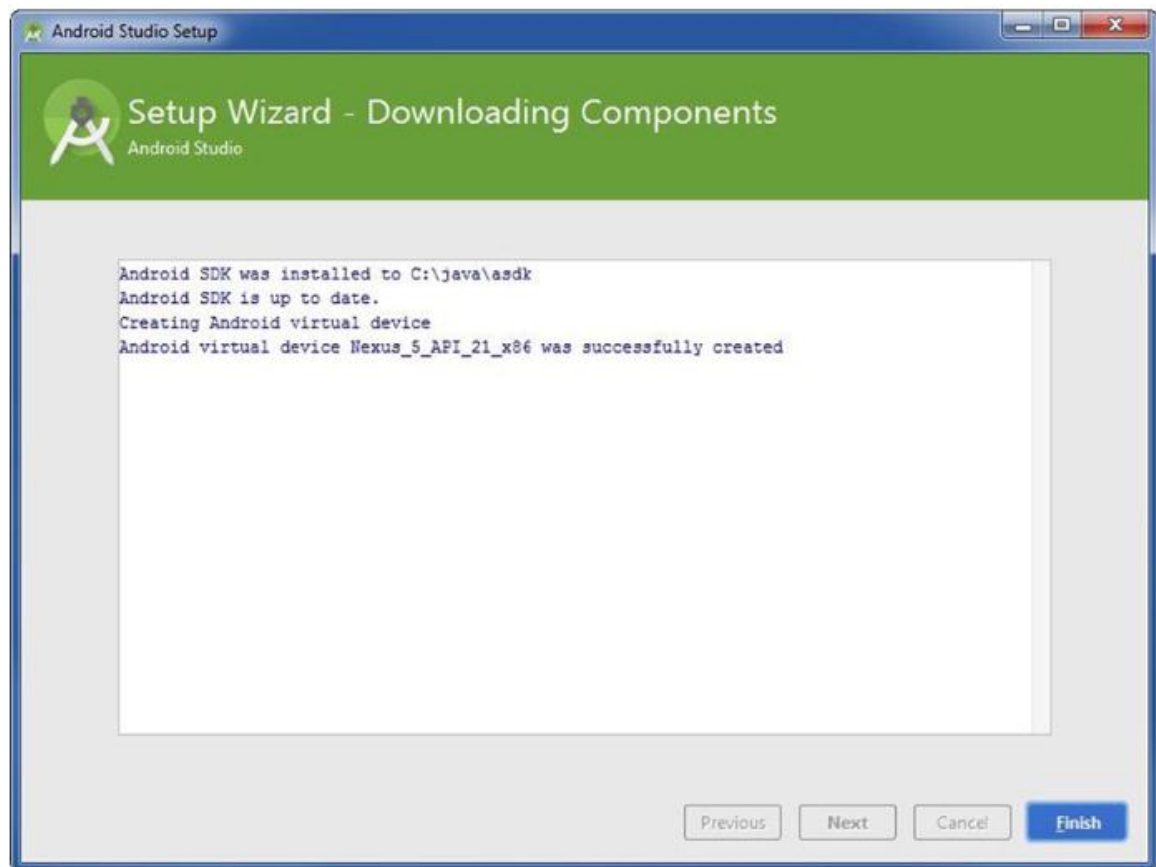 Android Studio Setup
Setup Wizard - Downloading Components
Android Studio
Android SDK was installed to C:\java\asdk
Android SDK is up to date.
Creating Android virtual device
Android virtual device Nexus_5_API_21_x86 was successfully created
Previous Next Cancel Finish